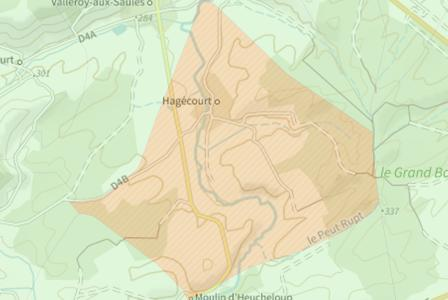 Valleroy-aux-Saules
284
D4A
301
Hagécourt
D4B
le Grand Bo
337
le Peut Rupt
Moulin d'Heucheloup